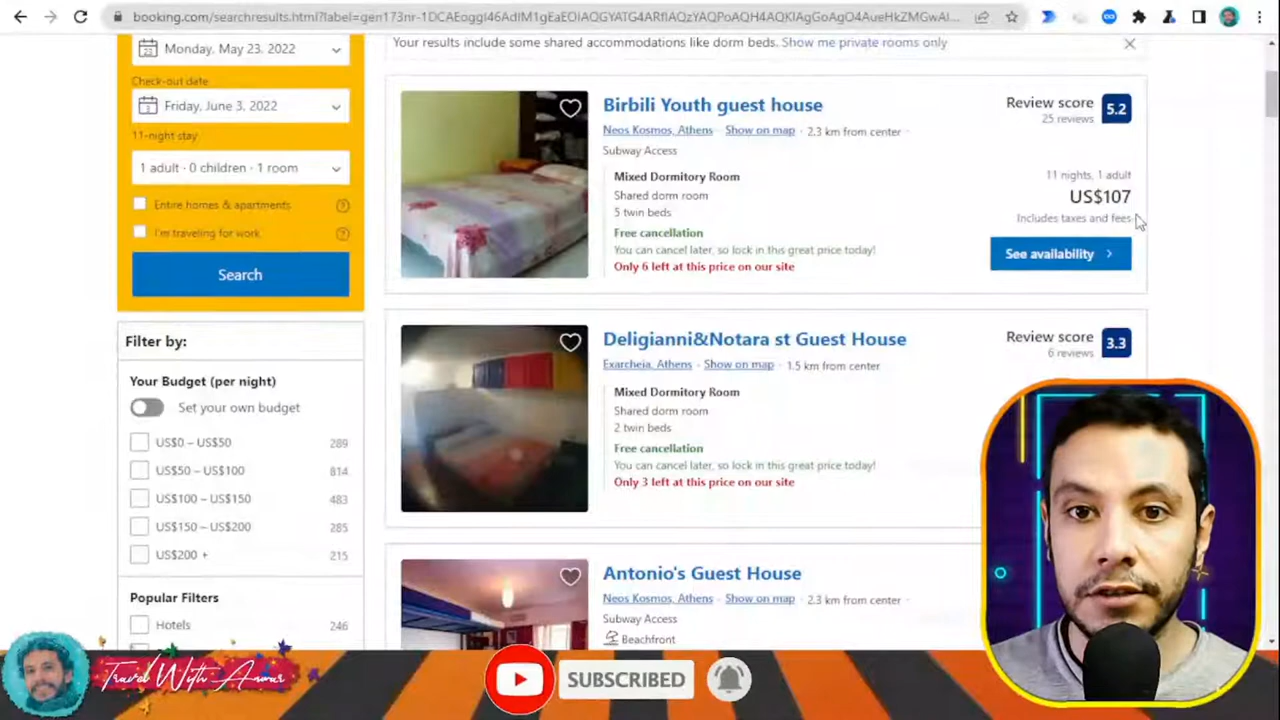 Monday, May 23, 2022
Check-out date
Friday, June 3, 2022
11-night stay
1 adult · 0 children · 1 room
Entire homes & apartments
I'm traveling for work
Search
Filter by:
Your Budget (per night)
Set your own budget
US$0 – US$50 289
US$50 – US$100 814
US$100 – US$150 483
US$150 – US$200 285
US$200 + 215
Popular Filters
Hotels 246
Your results include some shared accommodations like dorm beds. Show me private rooms only
Birbili Youth guest house
Neos Kosmos, Athens · Show on map · 2.3 km from center
Subway Access
Mixed Dormitory Room
Shared dorm room
5 twin beds
Free cancellation
You can cancel later, so lock in this great price today!
Only 6 left at this price on our site
Review score 5.2
25 reviews
11 nights, 1 adult
US$107
Includes taxes and fees
See availability
Deligianni&Notara st Guest House
Exarcheia, Athens · Show on map · 1.5 km from center
Mixed Dormitory Room
Shared dorm room
2 twin beds
Free cancellation
You can cancel later, so lock in this great price today!
Only 3 left at this price on our site
Review score 3.3
6 reviews
Antonio's Guest House
Neos Kosmos, Athens · Show on map · 2.3 km from center
Subway Access
Beachfront
Travel With Anwar
SUBSCRIBED